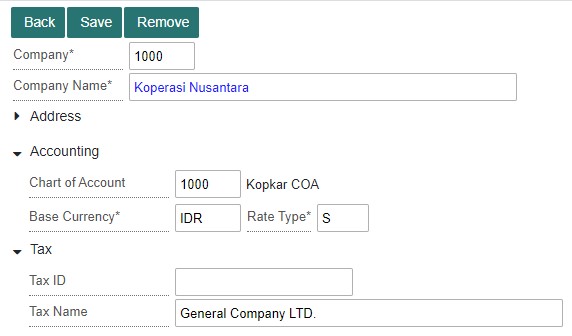 Back Save Remove
Company* 1000
Company Name* Koperasi Nusantara
Address
Accounting
Chart of Account 1000 Kopkar COA
Base Currency* IDR Rate Type* S
Tax
Tax ID
Tax Name General Company LTD.